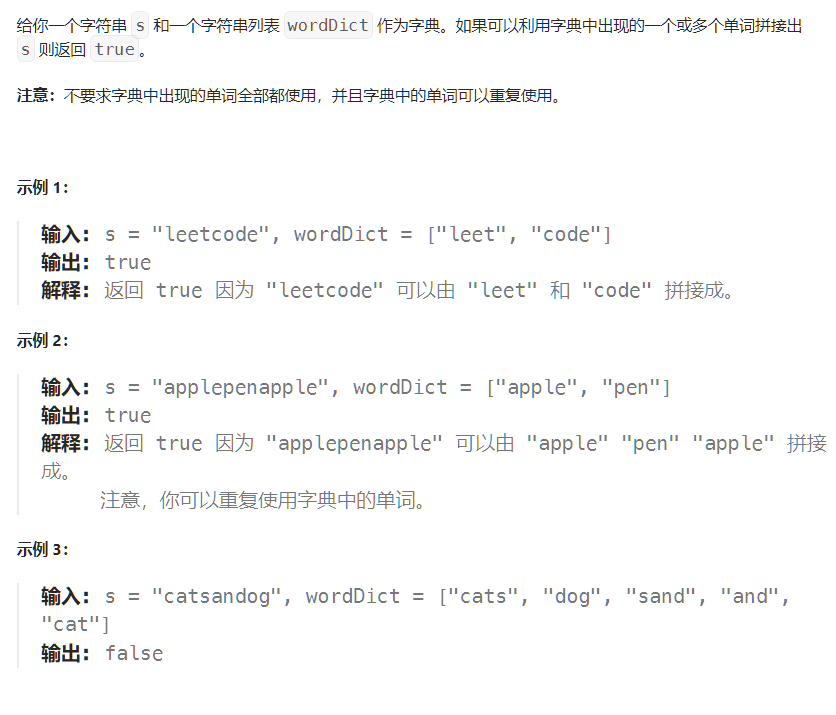 给你一个字符串 s 和一个字符串列表 wordDict 作为字典。如果可以利用字典中出现的一个或多个单词拼接出
s 则返回 true。
注意：不要求字典中出现的单词全部都使用，并且字典中的单词可以重复使用。
示例 1：
输入: s = "leetcode", wordDict = ["leet", "code"]
输出: true
解释: 返回 true 因为 "leetcode" 可以由 "leet" 和 "code" 拼接成。
示例 2：
输入: s = "applepenapple", wordDict = ["apple", "pen"]
输出: true
解释: 返回 true 因为 "applepenapple" 可以由 "apple" "pen" "apple" 拼接
成。
注意，你可以重复使用字典中的单词。
示例 3：
输入: s = "catsandog", wordDict = ["cats", "dog", "sand", "and",
"cat"]
输出: false